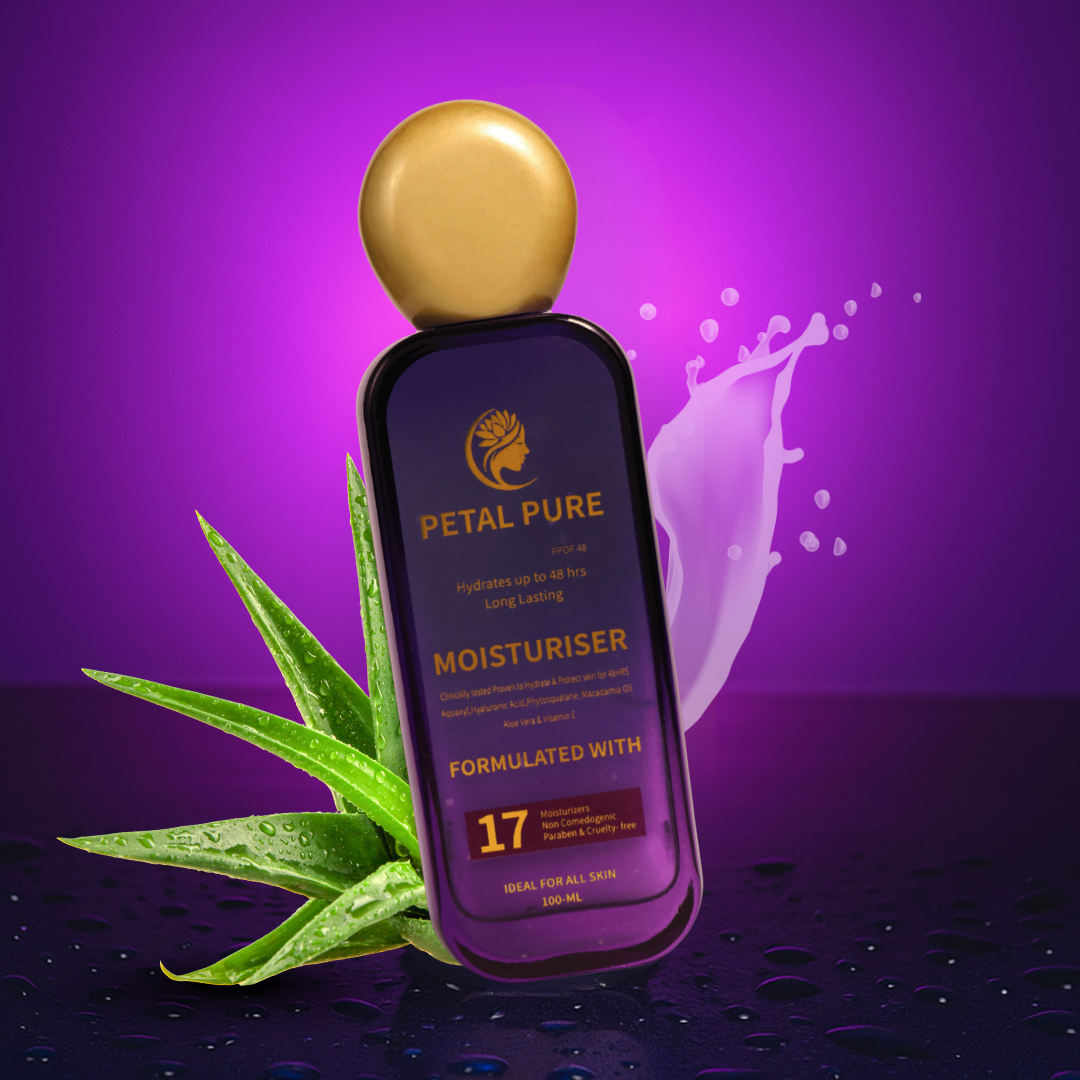 PETAL PURE
PPOF 48
Hydrates up to 48 hrs
Long Lasting
MOISTURISER
Clinically tested Proven to Hydrate & Protect skin for 48HRS
Aquaxyl,Hyaluronic Acid,Phytosqualane, Macadamia Oil
Aloe Vera & Vitamin E
FORMULATED WITH
17
Moisturizers
Non Comedogenic
Paraben & Cruelty- free
IDEAL FOR ALL SKIN
100-ML